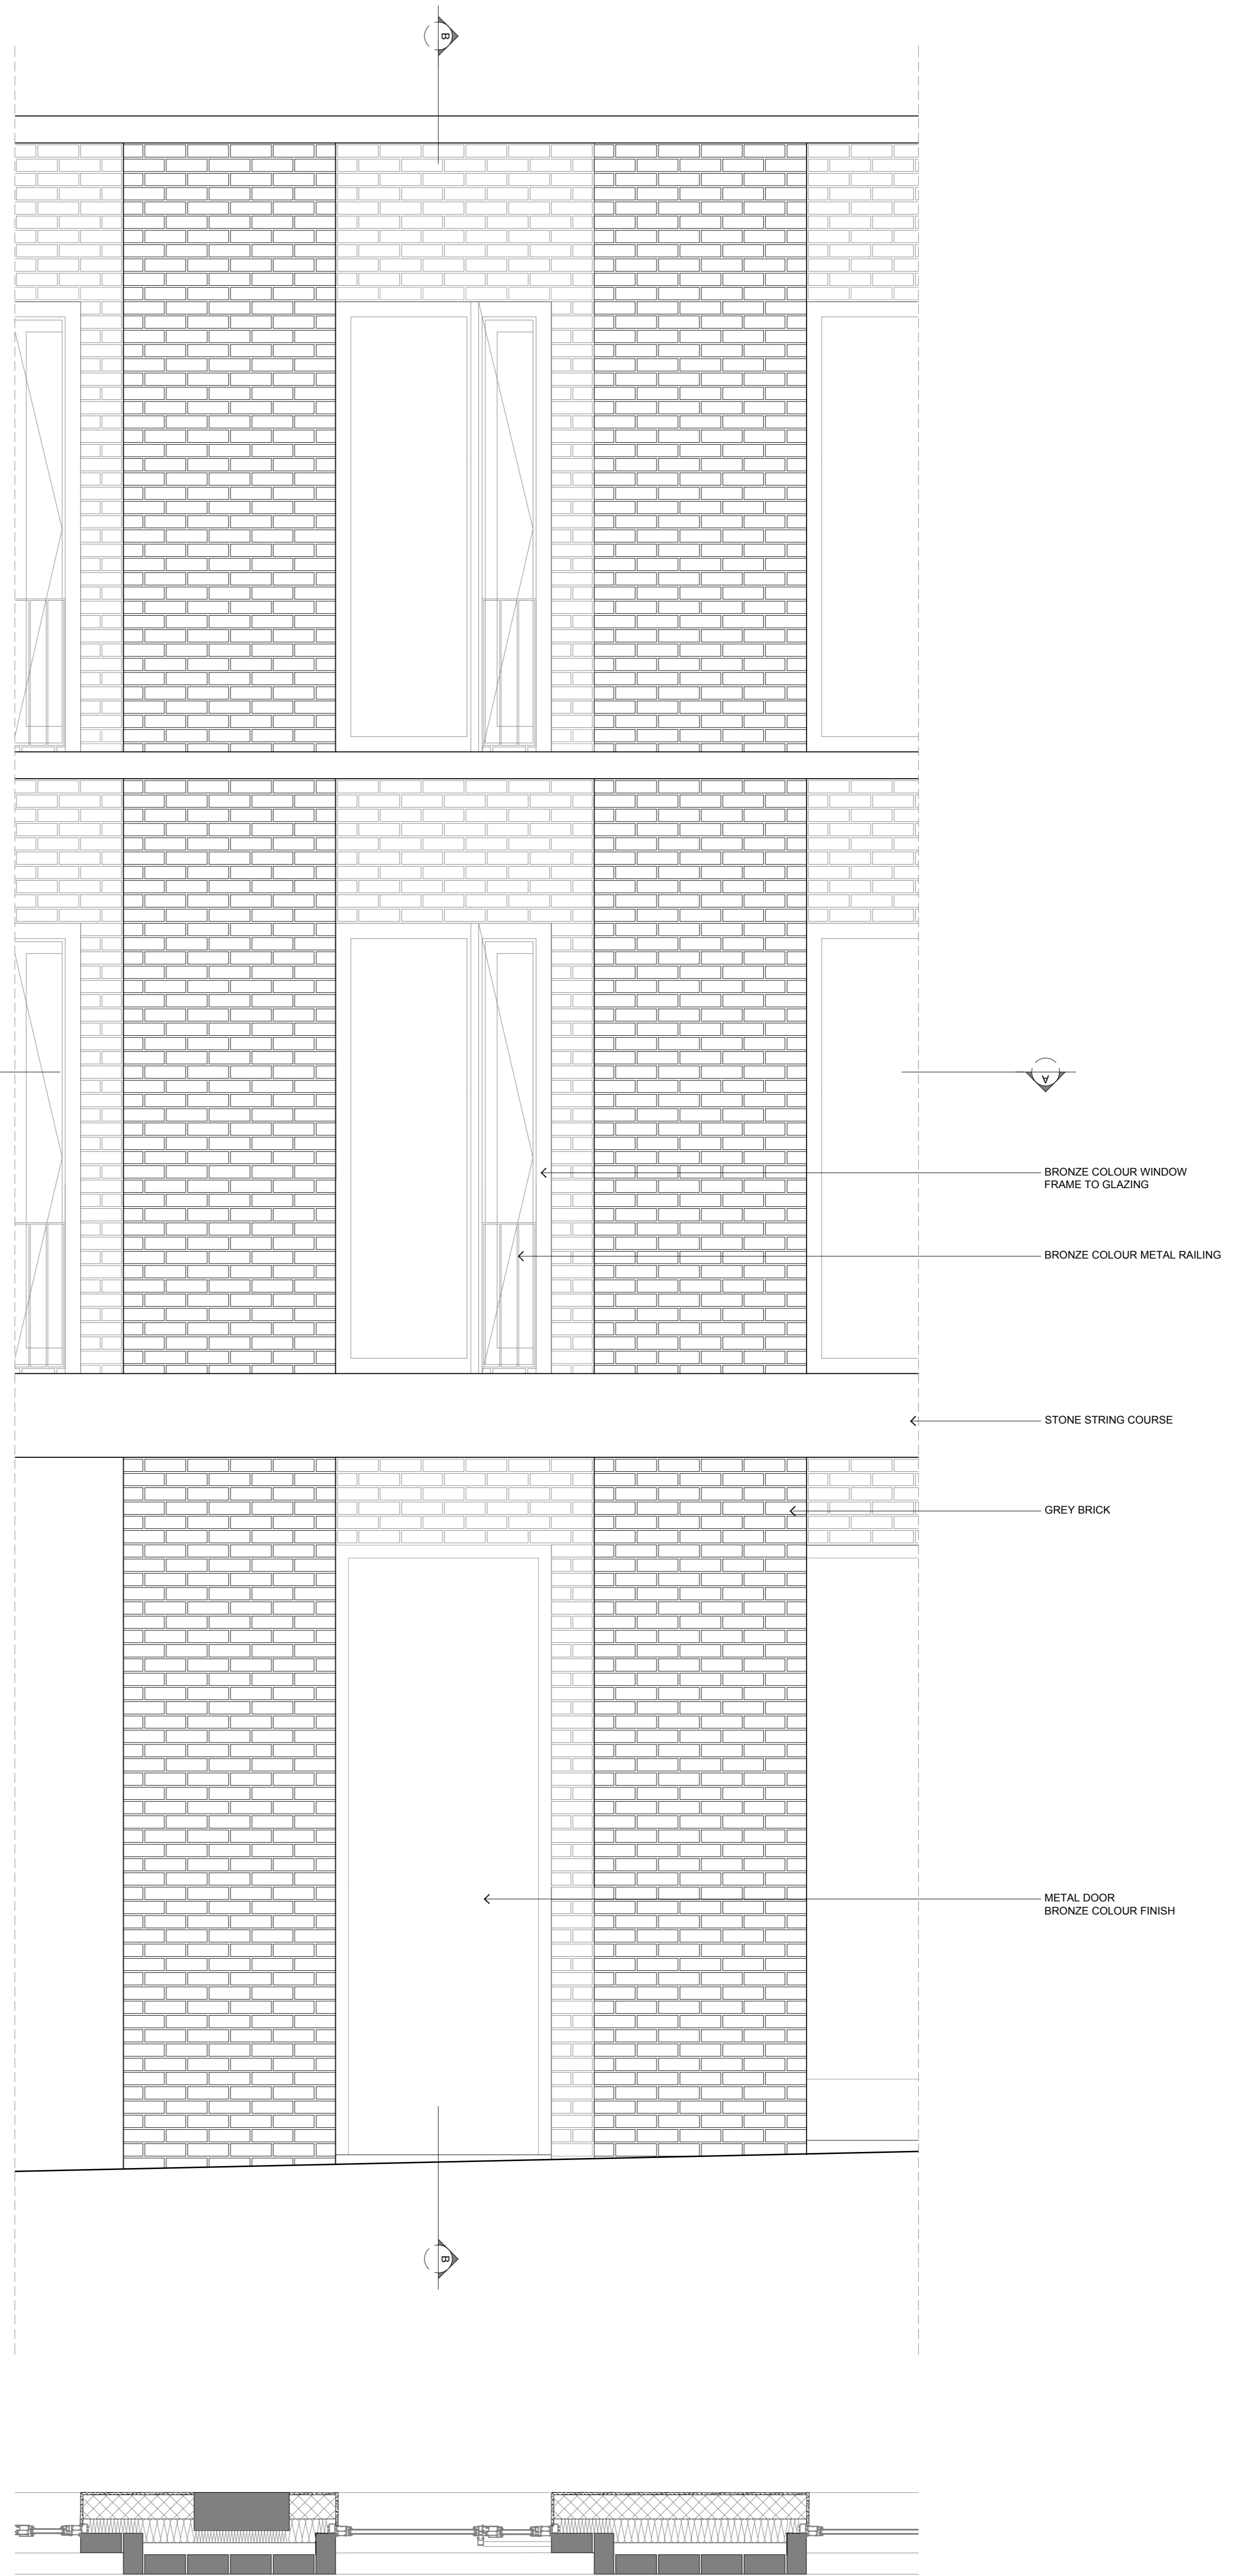 B
A
BRONZE COLOUR WINDOW
FRAME TO GLAZING
BRONZE COLOUR METAL RAILING
STONE STRING COURSE
GREY BRICK
METAL DOOR
BRONZE COLOUR FINISH
B